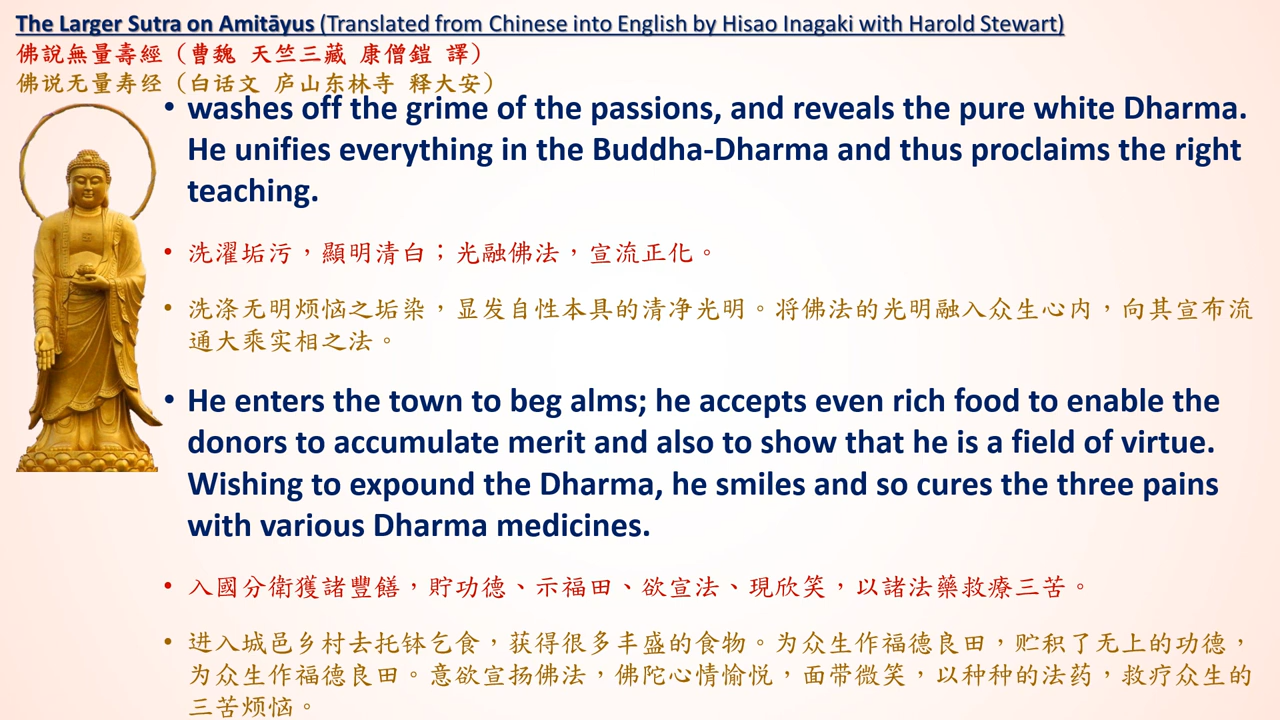 The Larger Sutra on Amitāyus (Translated from Chinese into English by Hisao Inagaki with Harold Stewart)
佛說無量壽經（曹魏 天竺三藏 康僧鎧 譯）
佛说无量寿经（白话文 庐山东林寺 释大安）
• washes off the grime of the passions, and reveals the pure white Dharma.
He unifies everything in the Buddha-Dharma and thus proclaims the right
teaching.
• 洗濯垢污，顯明清白；光融佛法，宣流正化。
• 洗涤无明烦恼之垢染，显发自性本具的清净光明。将佛法的光明融入众生心内，向其宣布流
通大乘实相之法。
• He enters the town to beg alms; he accepts even rich food to enable the
donors to accumulate merit and also to show that he is a field of virtue.
Wishing to expound the Dharma, he smiles and so cures the three pains
with various Dharma medicines.
• 入國分衛獲諸豐饍，貯功德、示福田、欲宣法、現欣笑，以諸法藥救療三苦。
• 进入城邑乡村去托钵乞食，获得很多丰盛的食物。为众生作福德良田，贮积了无上的功德，
为众生作福德良田。意欲宣扬佛法，佛陀心情愉悦，面带微笑，以种种的法药，救疗众生的
三苦烦恼。